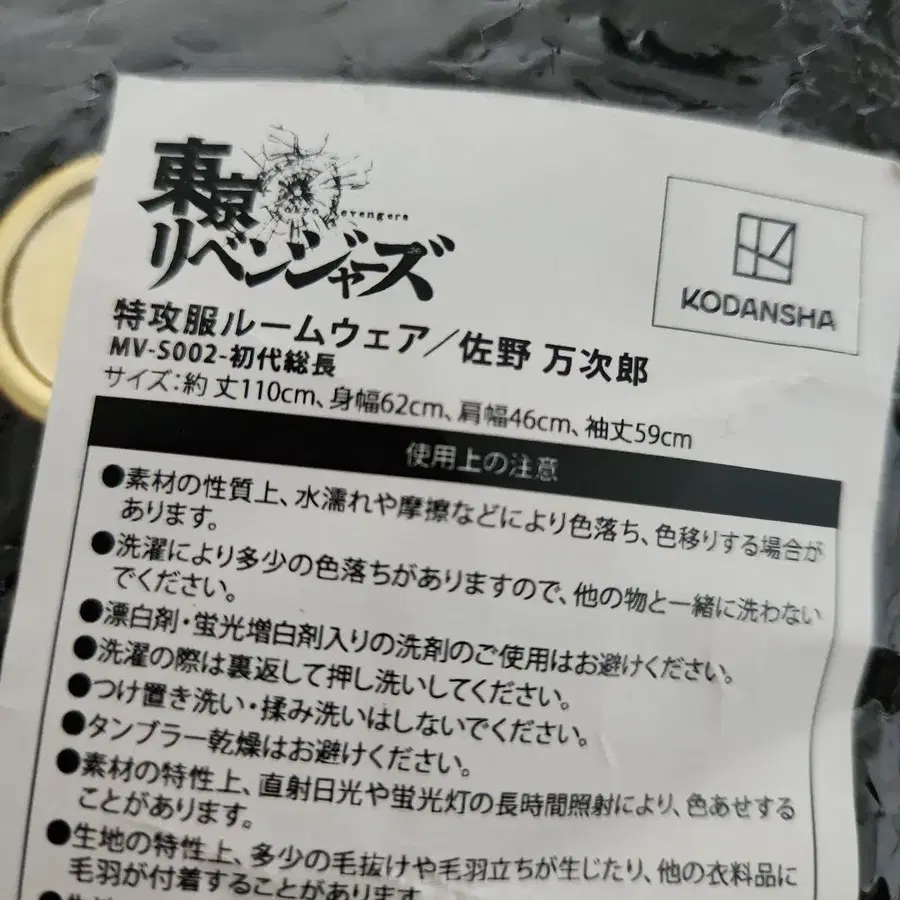 東京
Tokyo Revengers
リベンジャーズ
KODANSHA
特攻服ルームウェア／佐野 万次郎
MV-S002-初代総長
サイズ：約 丈110cm、身幅62cm、肩幅46cm、袖丈59cm
使用上の注意
●素材の性質上、水濡れや摩擦などにより色落ち、色移りする場合が
あります。
●洗濯により多少の色落ちがありますので、他の物と一緒に洗わない
でください。
●漂白剤・蛍光増白剤入りの洗剤のご使用はお避けください。
●洗濯の際は裏返して押し洗いしてください。
●つけ置き洗い・揉み洗いはしないでください。
●タンブラー乾燥はお避けください。
●素材の特性上、直射日光や蛍光灯の長時間照射により、色あせする
ことがあります。
●生地の特性上、多少の毛抜けや毛羽立ちが生じたり、他の衣料品に
毛羽が付着することがあります。